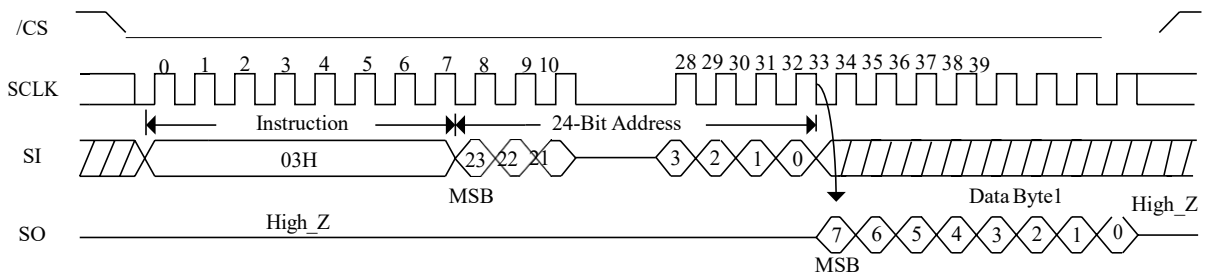 /CS
0 1 2 3 4 5 6 7 8 9 10 28 29 30 31 32 33 34 35 36 37 38 39
SCLK
Instruction 24-Bit Address
SI 03H 23 22 21 3 2 1 0
MSB Data Byte1
High_Z High_Z
SO 7 6 5 4 3 2 1 0
MSB